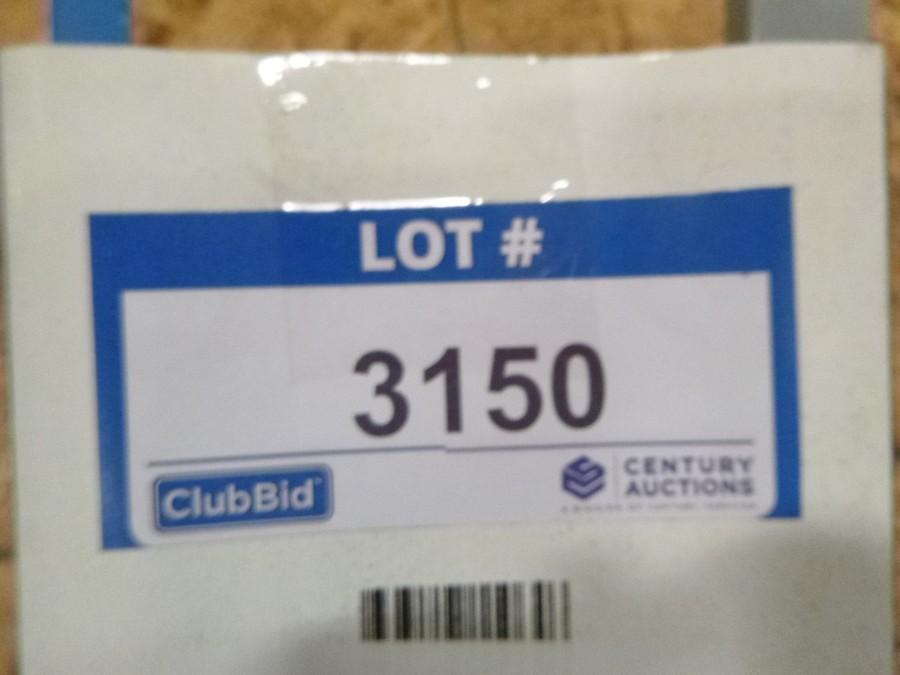 LOT #
3150
ClubBid
CENTURY
AUCTIONS